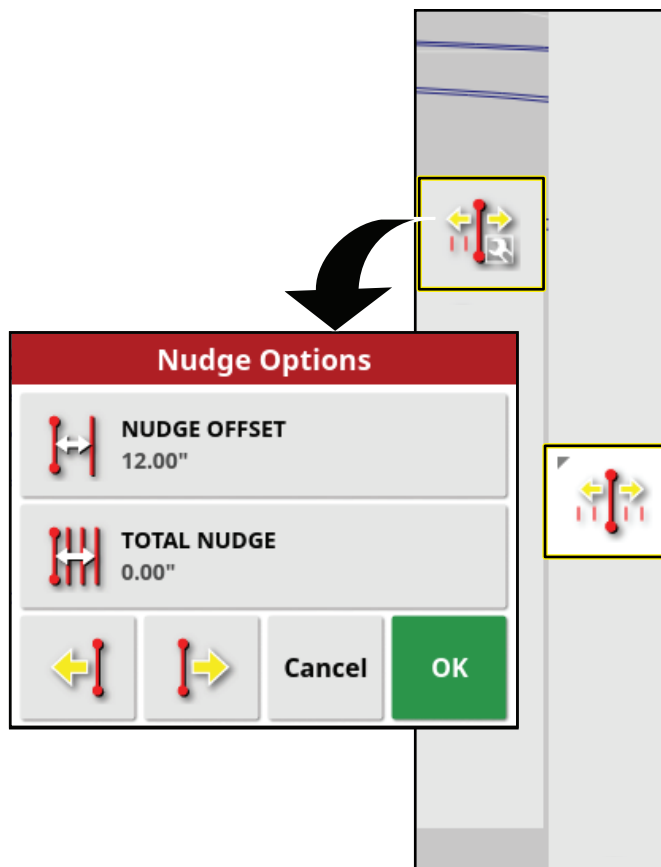 Nudge Options
NUDGE OFFSET
12.00"
TOTAL NUDGE
0.00"
Cancel
OK